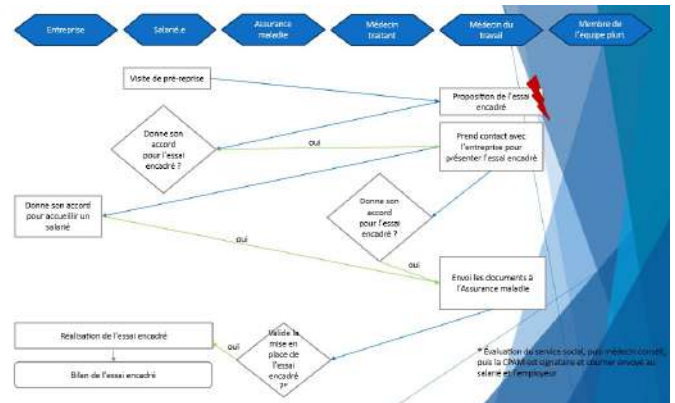 Entreprise
Salarié.e
Assurance
maladie
Médecin
traitant
Médecin du
travail
Membre de
l'équipe pluri.
Visite de pré-reprise
Proposition de l'essai
encadré
Donne son
accord
pour l'essai
encadré ?
oui
Prend contact avec
l'entreprise pour
présenter l'essai encadré
Donne son accord
pour accueillir un
salarié
Donne son
accord
pour l'essai
encadré ?
oui
oui
Envoi les documents à
l'Assurance maladie
Réalisation de l'essai encadré
oui
Valide la
mise en
place de
l'essai
encadré
?*
Bilan de l'essai encadré
* Évaluation du service social, puis médecin conseil,
puis la CPAM est signataire et courrier envoyé au
salarié et l'employeur